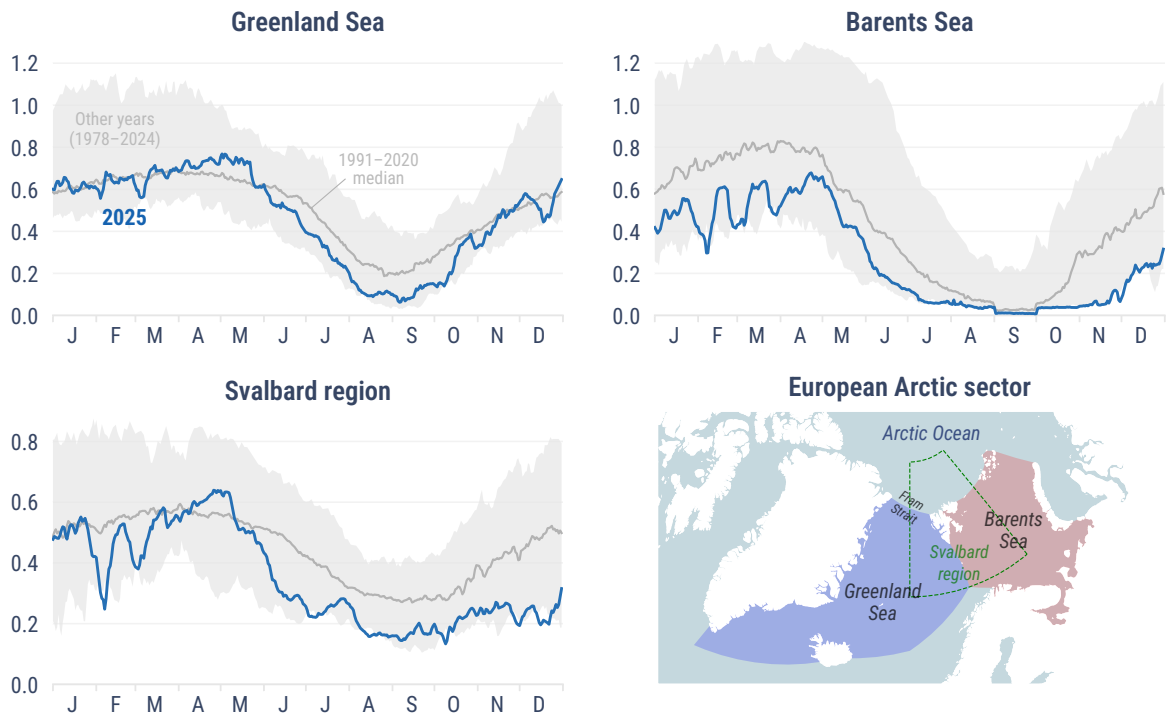 Greenland Sea
1.2
1.0
0.8
0.6
0.4
0.2
0.0
Other years
(1978–2024)
1991–2020
median
2025
J F M A M J J A S O N D
Barents Sea
1.2
1.0
0.8
0.6
0.4
0.2
0.0
J F M A M J J A S O N D
Svalbard region
0.8
0.6
0.4
0.2
0.0
J F M A M J J A S O N D
European Arctic sector
Arctic Ocean
Fram
Strait
Barents
Sea
Svalbard
region
Greenland
Sea